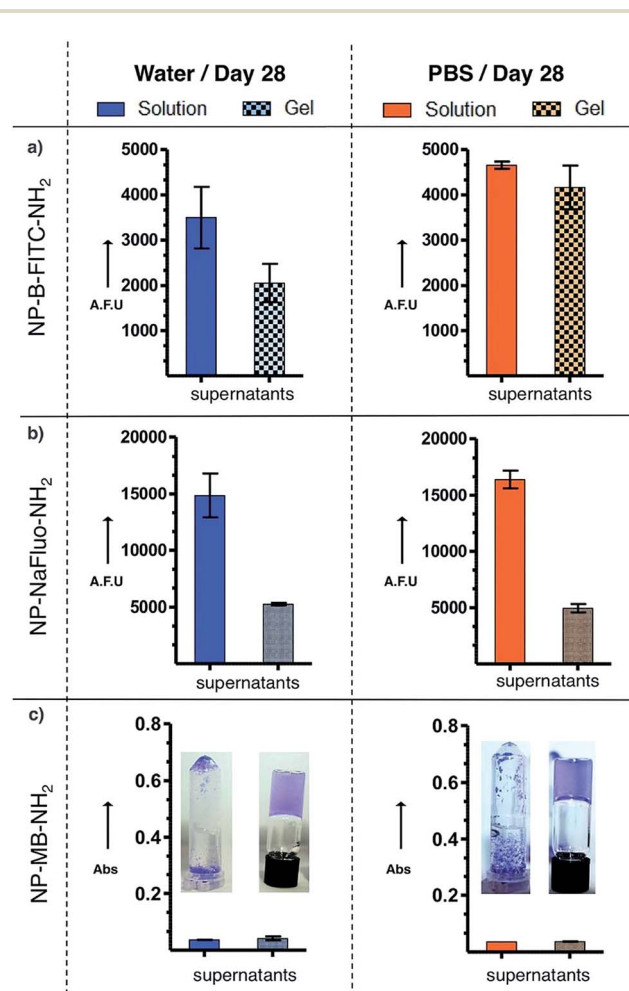 Water / Day 28
Solution Gel
PBS / Day 28
Solution Gel
a)
NP-B-FITC-NH2
5000
4000
3000
2000
1000
A.F.U
supernatants
5000
4000
3000
2000
1000
A.F.U
supernatants
b)
NP-NaFluo-NH2
20000
15000
10000
5000
A.F.U
supernatants
20000
15000
10000
5000
A.F.U
supernatants
c)
NP-MB-NH2
0.8
0.6
0.4
0.2
Abs
supernatants
0.8
0.6
0.4
0.2
Abs
supernatants